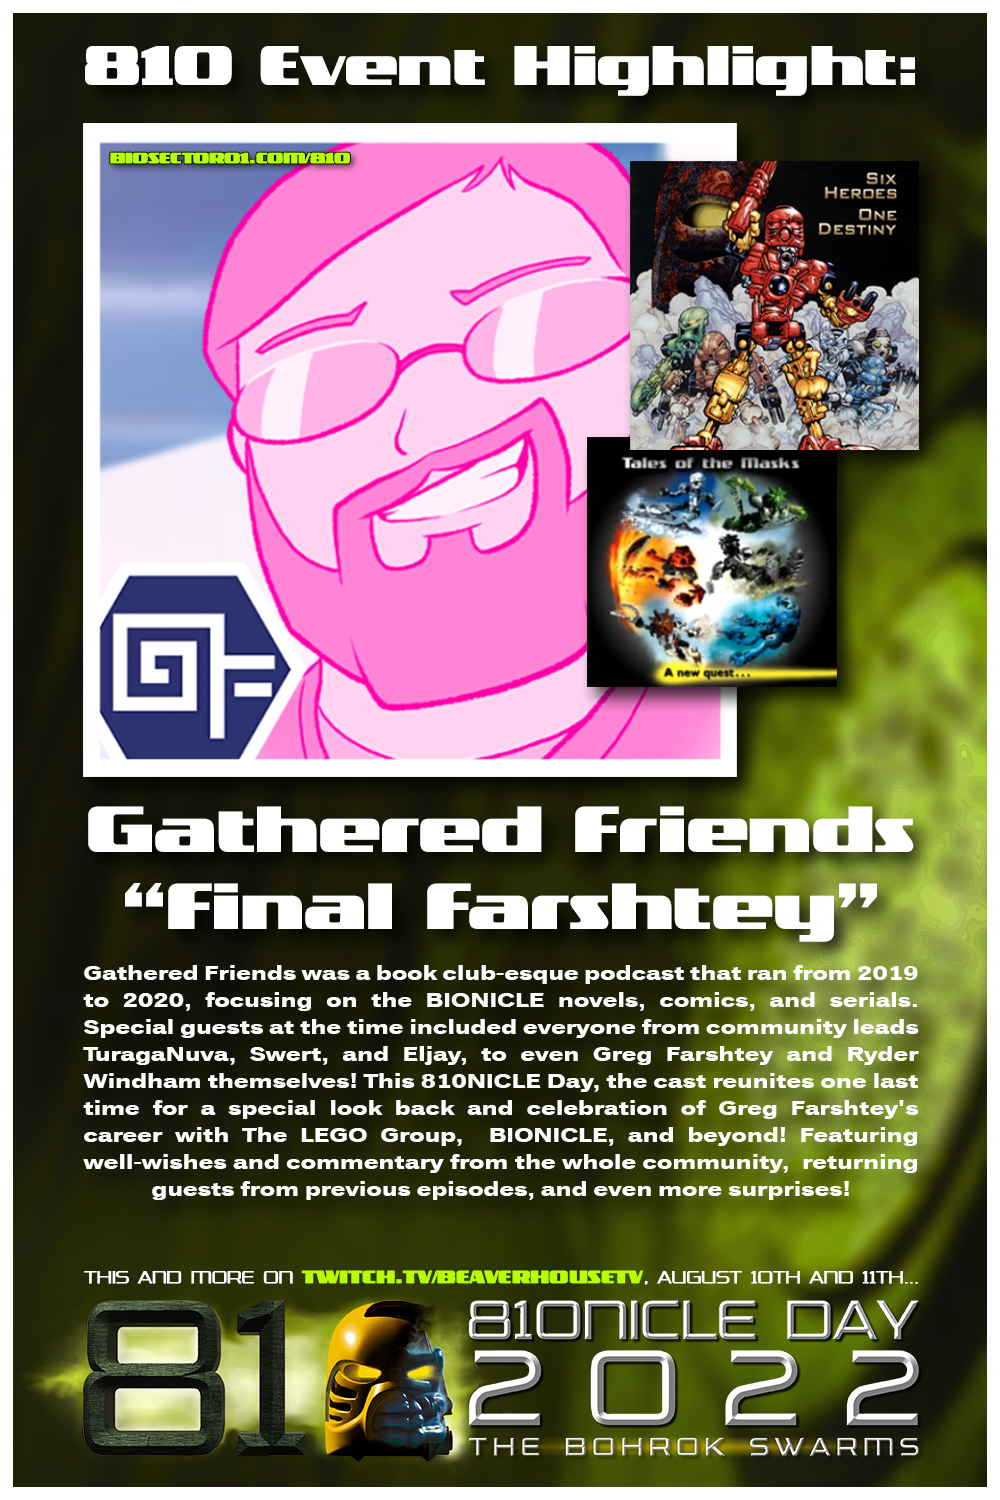 810 Event Highlight:
BIOSECTOR01.COM/810
SIX
HEROES
ONE
DESTINY
Tales of the Masks
A new quest...
GF
Gathered Friends
“Final Farshtey”
Gathered Friends was a book club-esque podcast that ran from 2019
to 2020, focusing on the BIONICLE novels, comics, and serials.
Special guests at the time included everyone from community leads
TuragaNuva, Swert, and Eljay, to even Greg Farshtey and Ryder
Windham themselves! This 810NICLE Day, the cast reunites one last
time for a special look back and celebration of Greg Farshtey's
career with The LEGO Group, BIONICLE, and beyond! Featuring
well-wishes and commentary from the whole community, returning
guests from previous episodes, and even more surprises!
THIS AND MORE ON TWITCH.TV/BEAVERHOUSETV, AUGUST 10TH AND 11TH...
810
810NICLE DAY
2022
THE BOHROK SWARMS